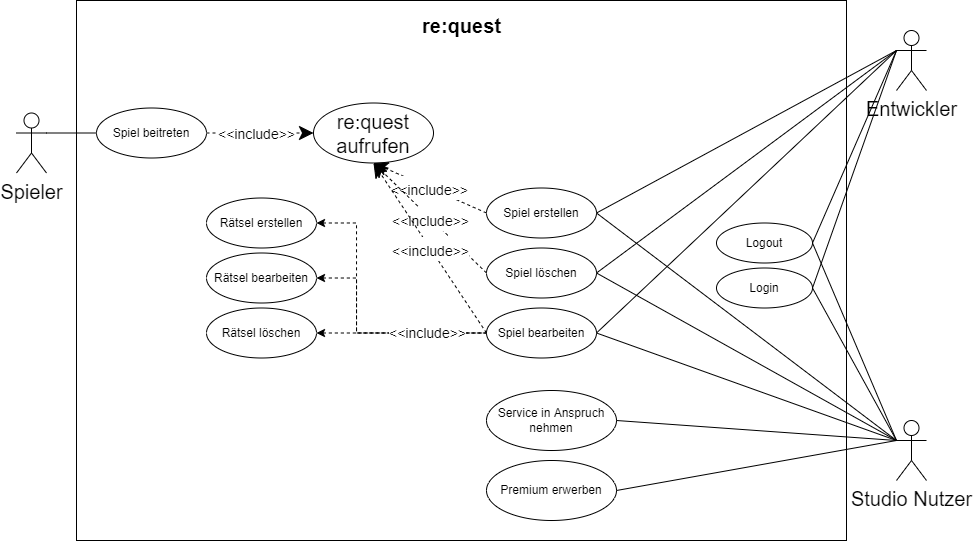 re:quest
Entwickler
Spieler
Spiel beitreten
<<include>>
re:quest
aufrufen
<<include>>
Spiel erstellen
<<include>>
Rätsel erstellen
<<include>>
Spiel löschen
Rätsel bearbeiten
Logout
Login
Rätsel löschen
<<include>>
Spiel bearbeiten
Service in Anspruch
nehmen
Premium erwerben
Studio Nutzer